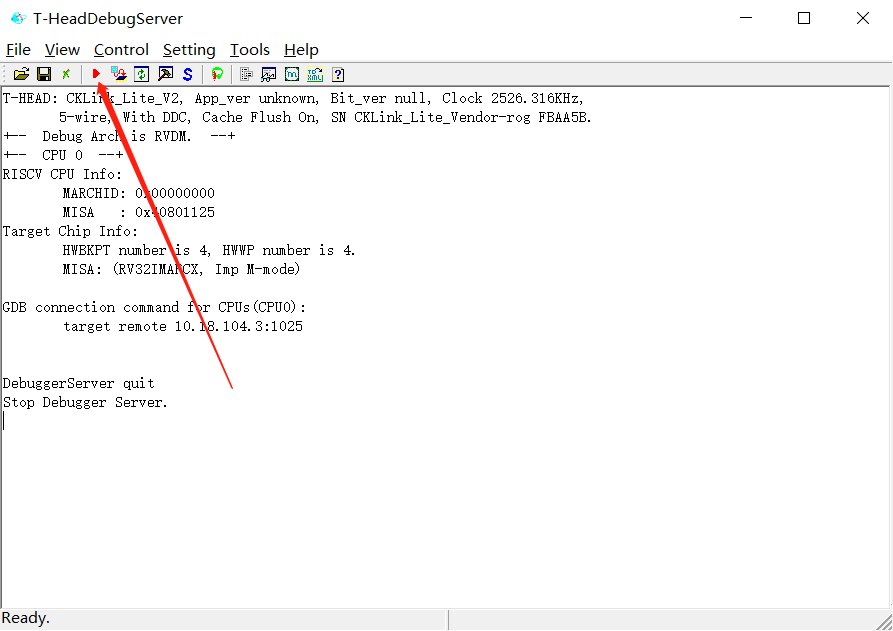 T-HeadDebugServer
File View Control Setting Tools Help
T-HEAD: CKLink_Lite_V2, App_ver unknown, Bit_ver null, Clock 2526.316KHz,
5-wire, With DDC, Cache Flush On, SN CKLink_Lite_Vendor-rog FBAA5B.
+-- Debug Arch is RVDM. --+
+-- CPU 0 --+
RISCV CPU Info:
MARCHID: 0x00000000
MISA : 0x40801125
Target Chip Info:
HWBKPT number is 4, HWWP number is 4.
MISA: (RV32IMAFCX, Imp M-mode)
GDB connection command for CPUs(CPU0):
target remote 10.18.104.3:1025
DebuggerServer quit
Stop Debugger Server.
Ready.